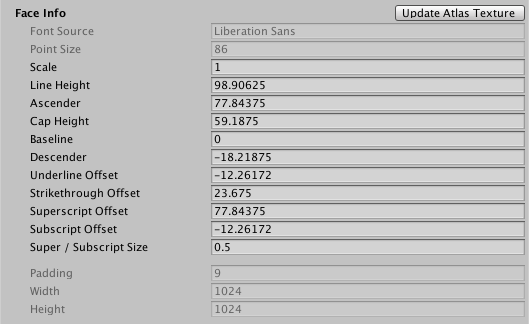 Face Info Update Atlas Texture
Font Source Liberation Sans
Point Size 86
Scale 1
Line Height 98.90625
Ascender 77.84375
Cap Height 59.1875
Baseline 0
Descender -18.21875
Underline Offset -12.26172
Strikethrough Offset 23.675
Superscript Offset 77.84375
Subscript Offset -12.26172
Super / Subscript Size 0.5
Padding 9
Width 1024
Height 1024